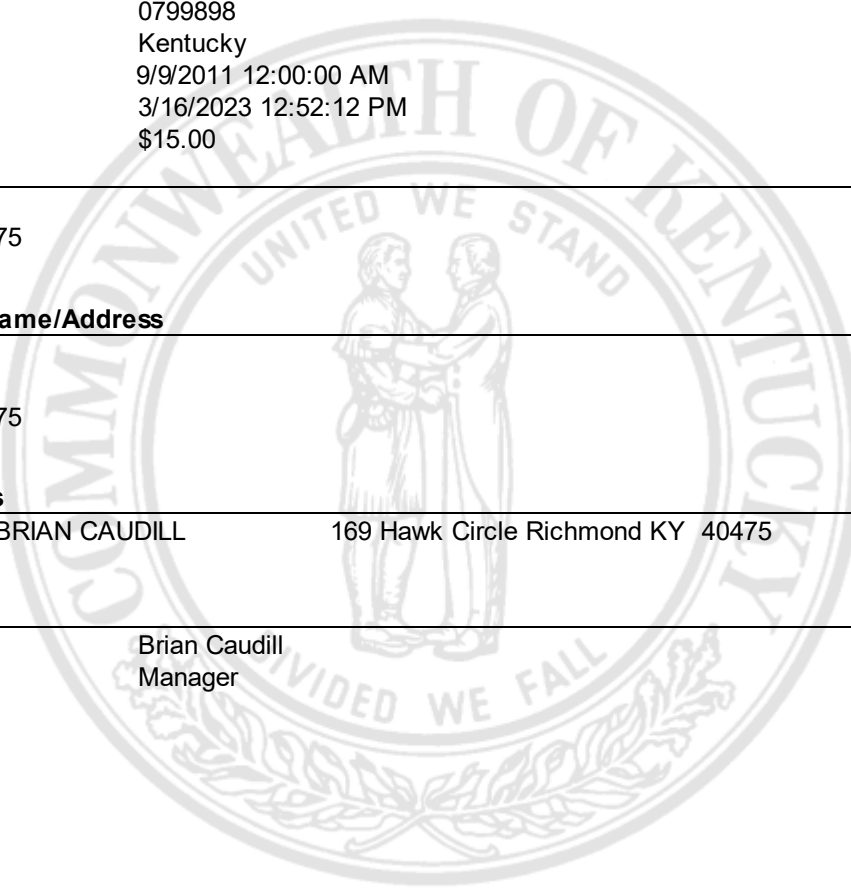 0799898
Kentucky
9/9/2011 12:00:00 AM
3/16/2023 12:52:12 PM
$15.00
75
ame/Address
75
s
BRIAN CAUDILL 169 Hawk Circle Richmond KY 40475
Brian Caudill
Manager
COMMONWEALTH OF KENTUCKY
UNITED WE STAND
DIVIDED WE FALL